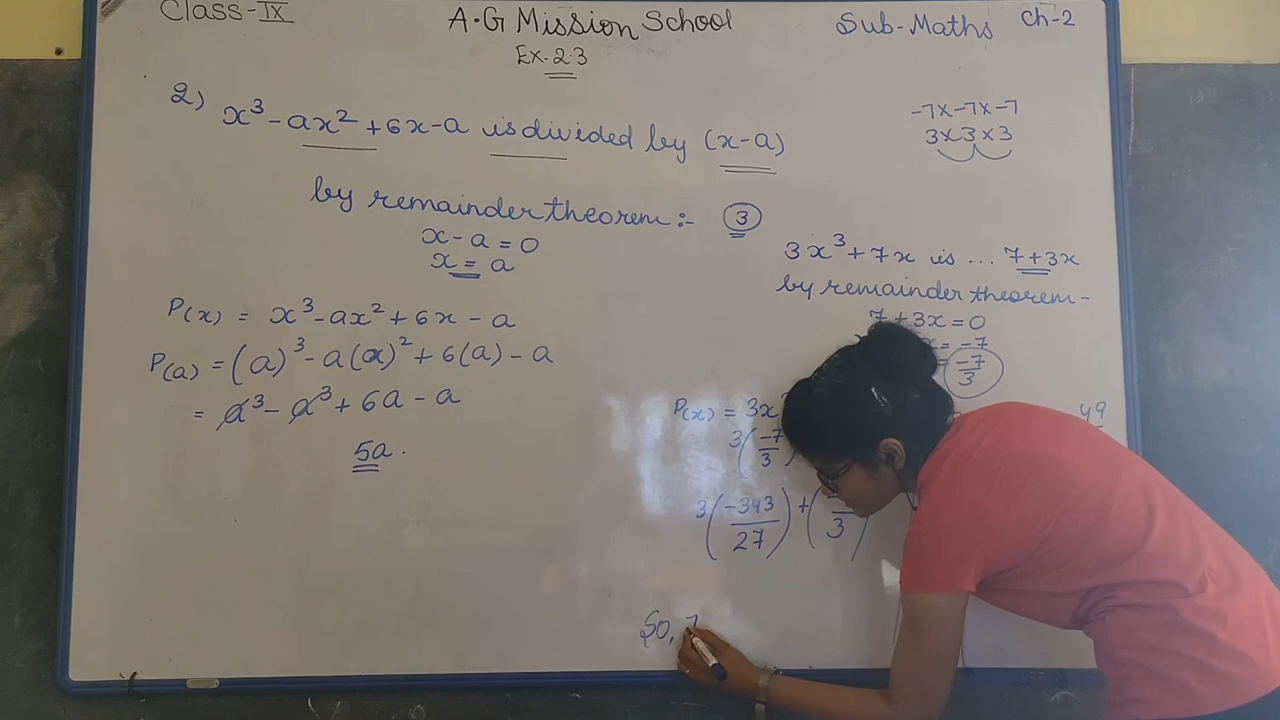 Class-IX
A.G Mission School
Sub-Maths Ch-2
Ex-2.3
2) x³-ax²+6x-a is divided by (x-a)
by remainder theorem:-
x-a=0
x=a
P(x) = x³-ax²+6x-a
P(a) = (a)³-a(a)²+6(a)-a
= a³-a³+6a-a
5a.
-7x-7x-7
3x3x3
3
3x³+7x is ... 7+3x
by remainder theorem-
7+3x=0
= -7
= -7/3
P(x) = 3x
3(-7/3
49
3(-343/27)+( /3)
So, 7